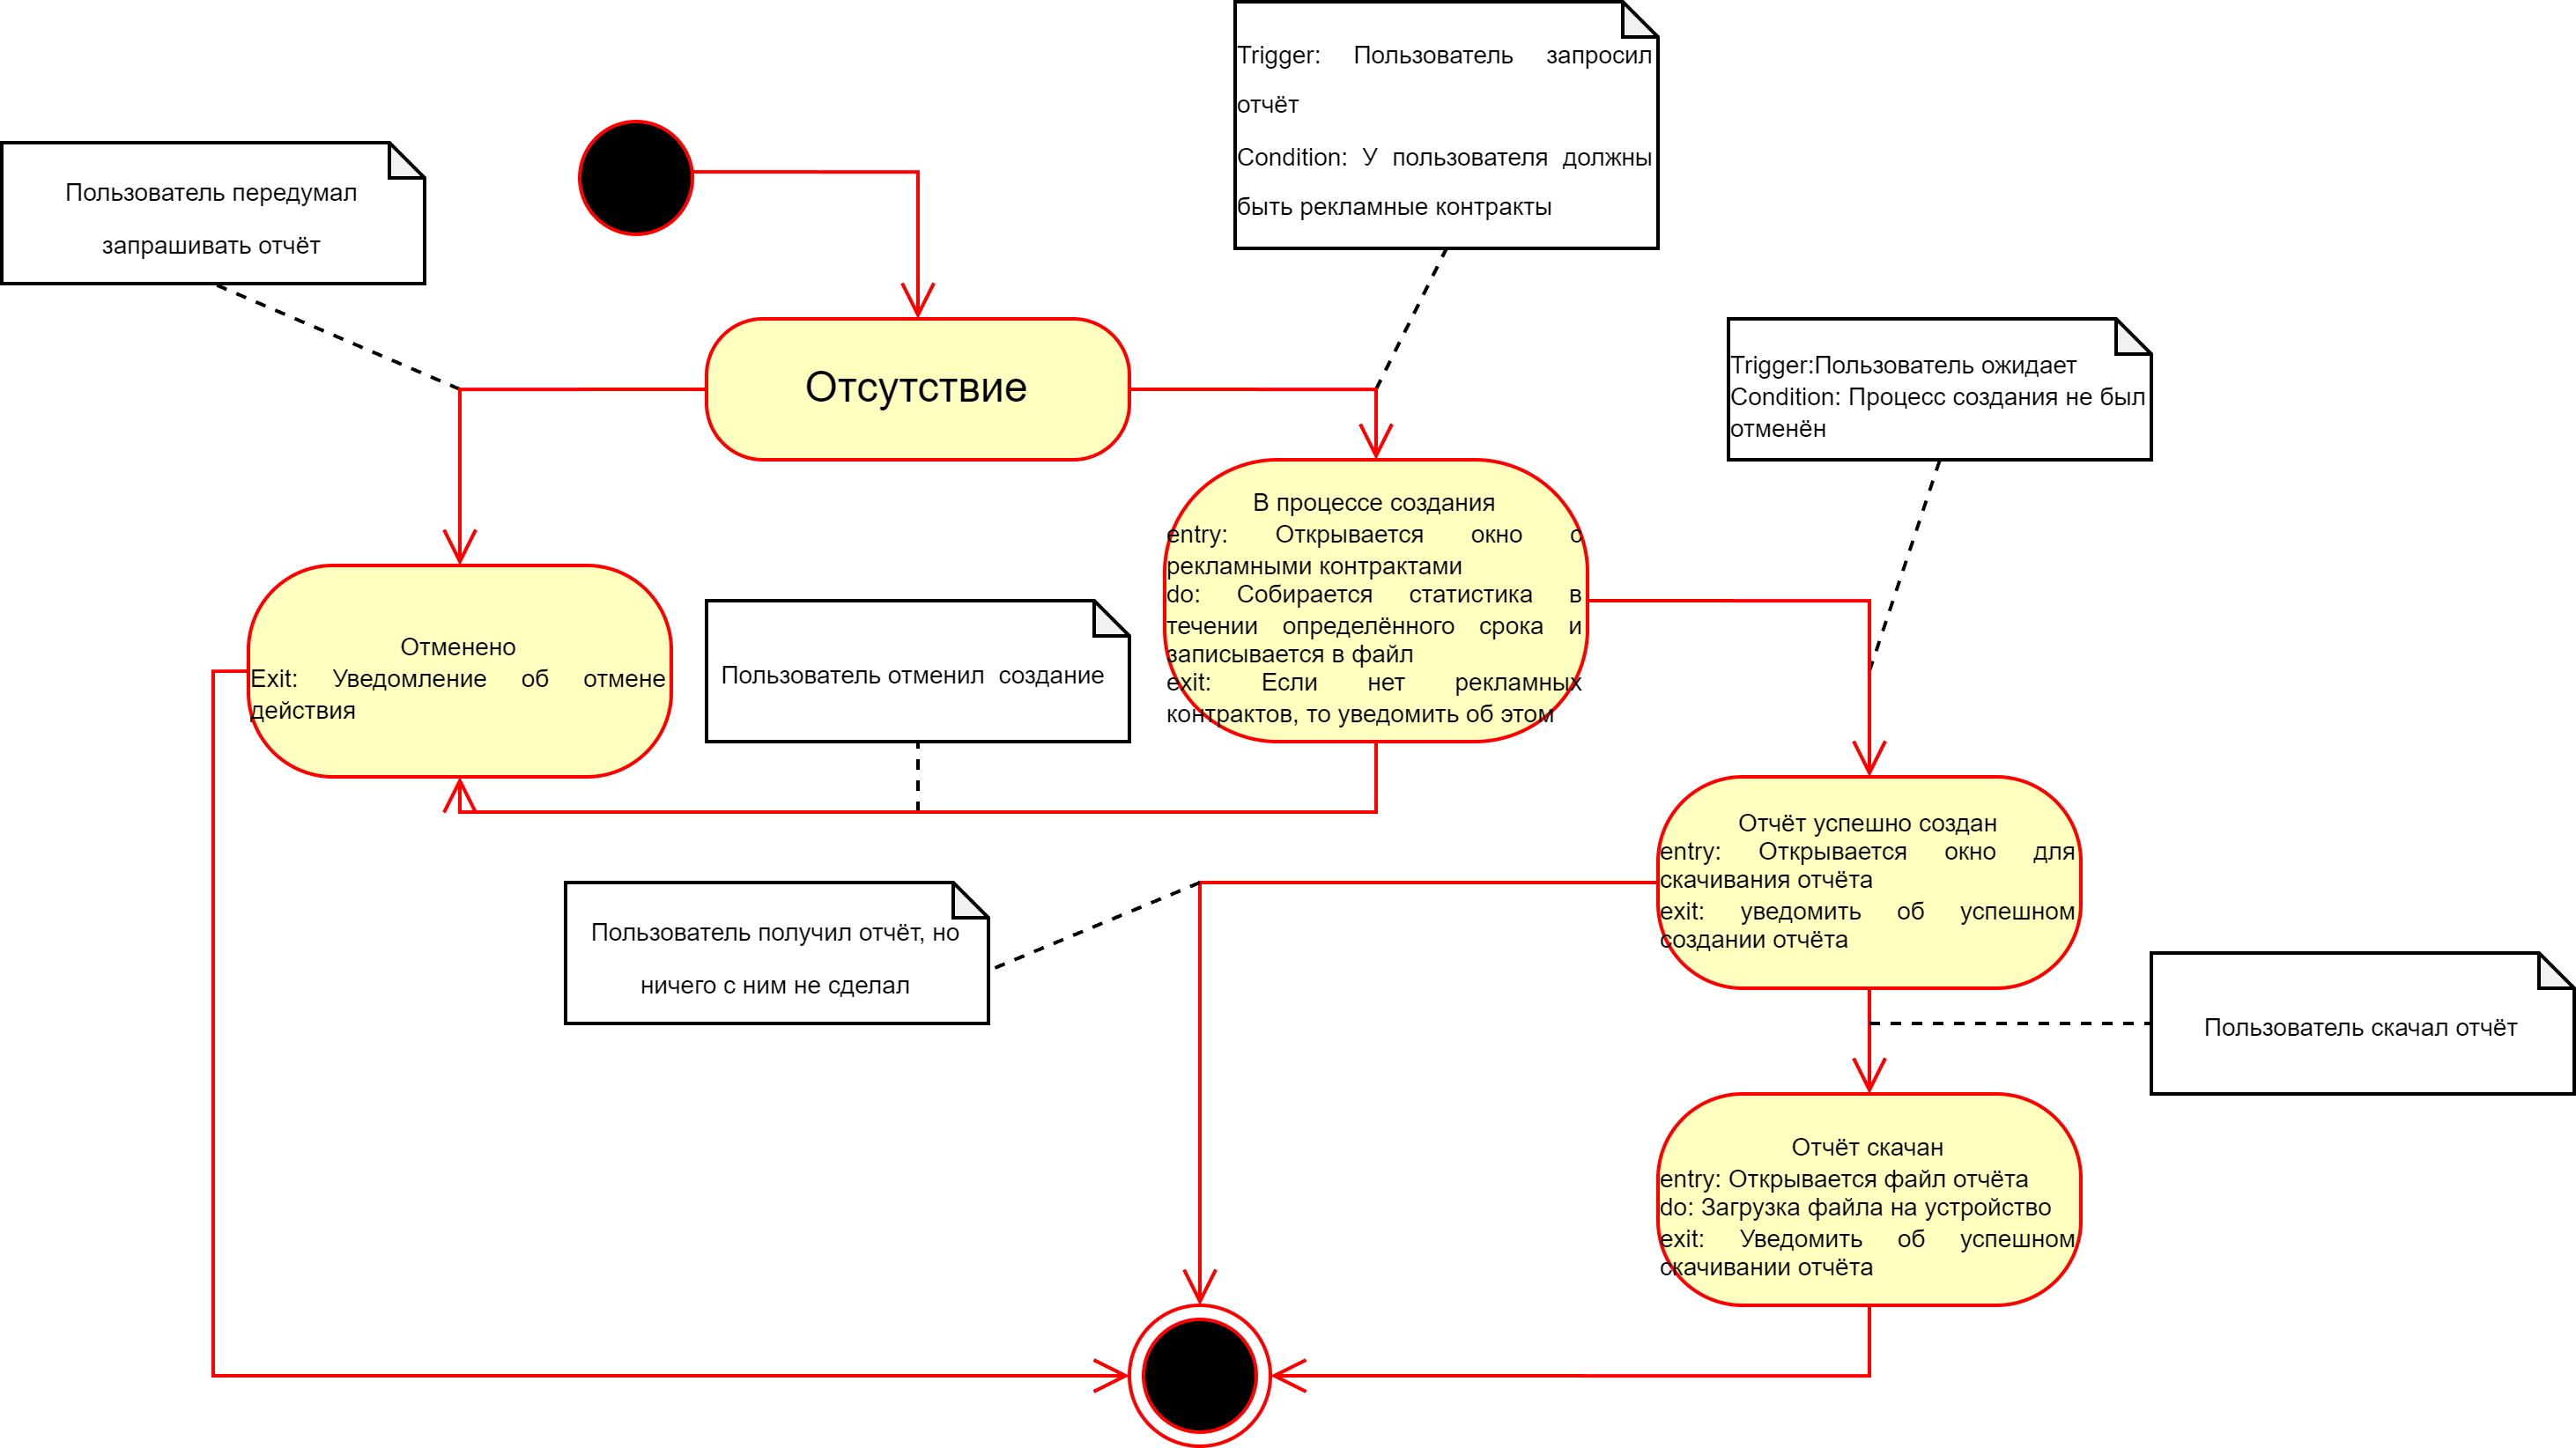 Trigger: Пользователь запросил
отчёт
Condition: У пользователя должны
быть рекламные контракты
Пользователь передумал
запрашивать отчёт
Отсутствие
Trigger:Пользователь ожидает
Condition: Процесс создания не был
отменён
В процессе создания
entry: Открывается окно с
рекламными контрактами
do: Собирается статистика в
течении определённого срока и
записывается в файл
exit: Если нет рекламных
контрактов, то уведомить об этом
Отменено
Exit: Уведомление об отмене
действия
Пользователь отменил создание
Отчёт успешно создан
entry: Открывается окно для
скачивания отчёта
exit: уведомить об успешном
создании отчёта
Пользователь получил отчёт, но
ничего с ним не сделал
Пользователь скачал отчёт
Отчёт скачан
entry: Открывается файл отчёта
do: Загрузка файла на устройство
exit: Уведомить об успешном
скачивании отчёта